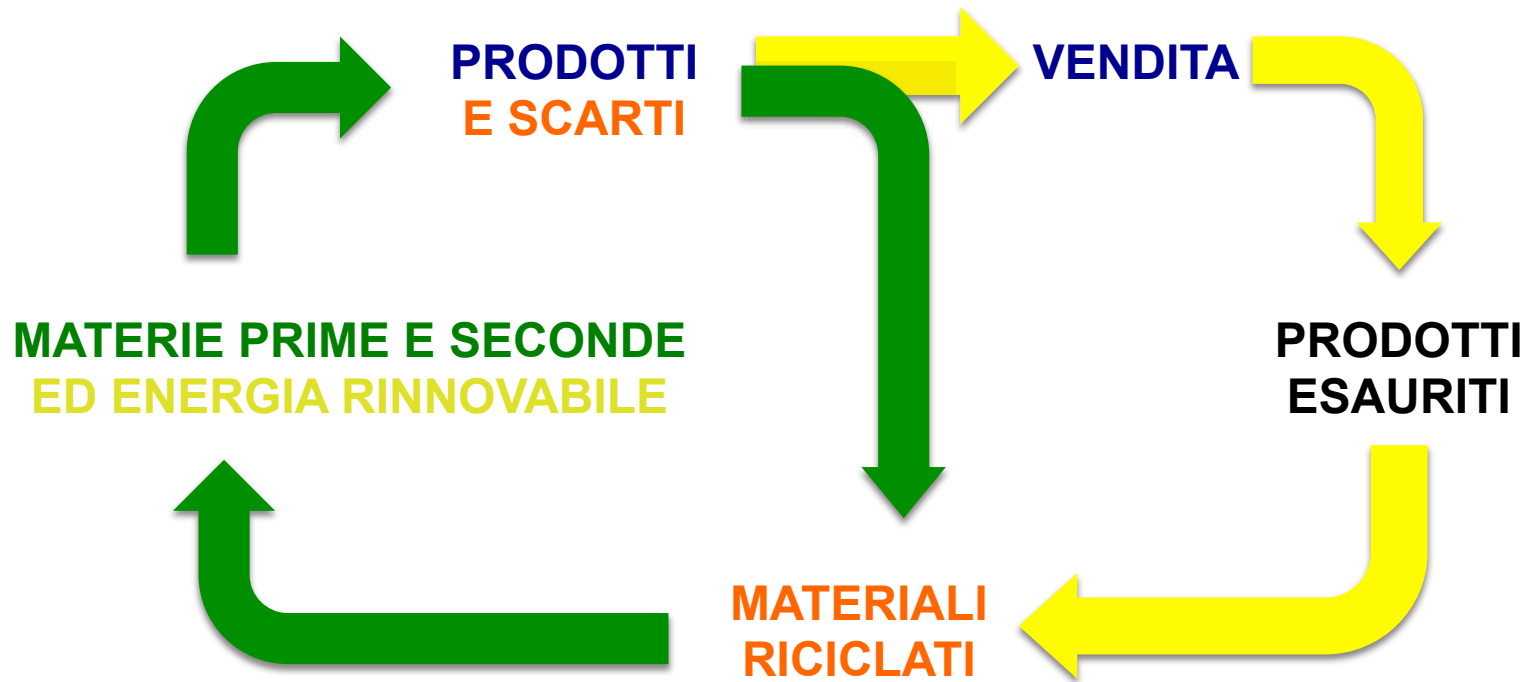 PRODOTTI
E SCARTI
VENDITA
MATERIE PRIME E SECONDE
ED ENERGIA RINNOVABILE
PRODOTTI
ESAURITI
MATERIALI
RICICLATI